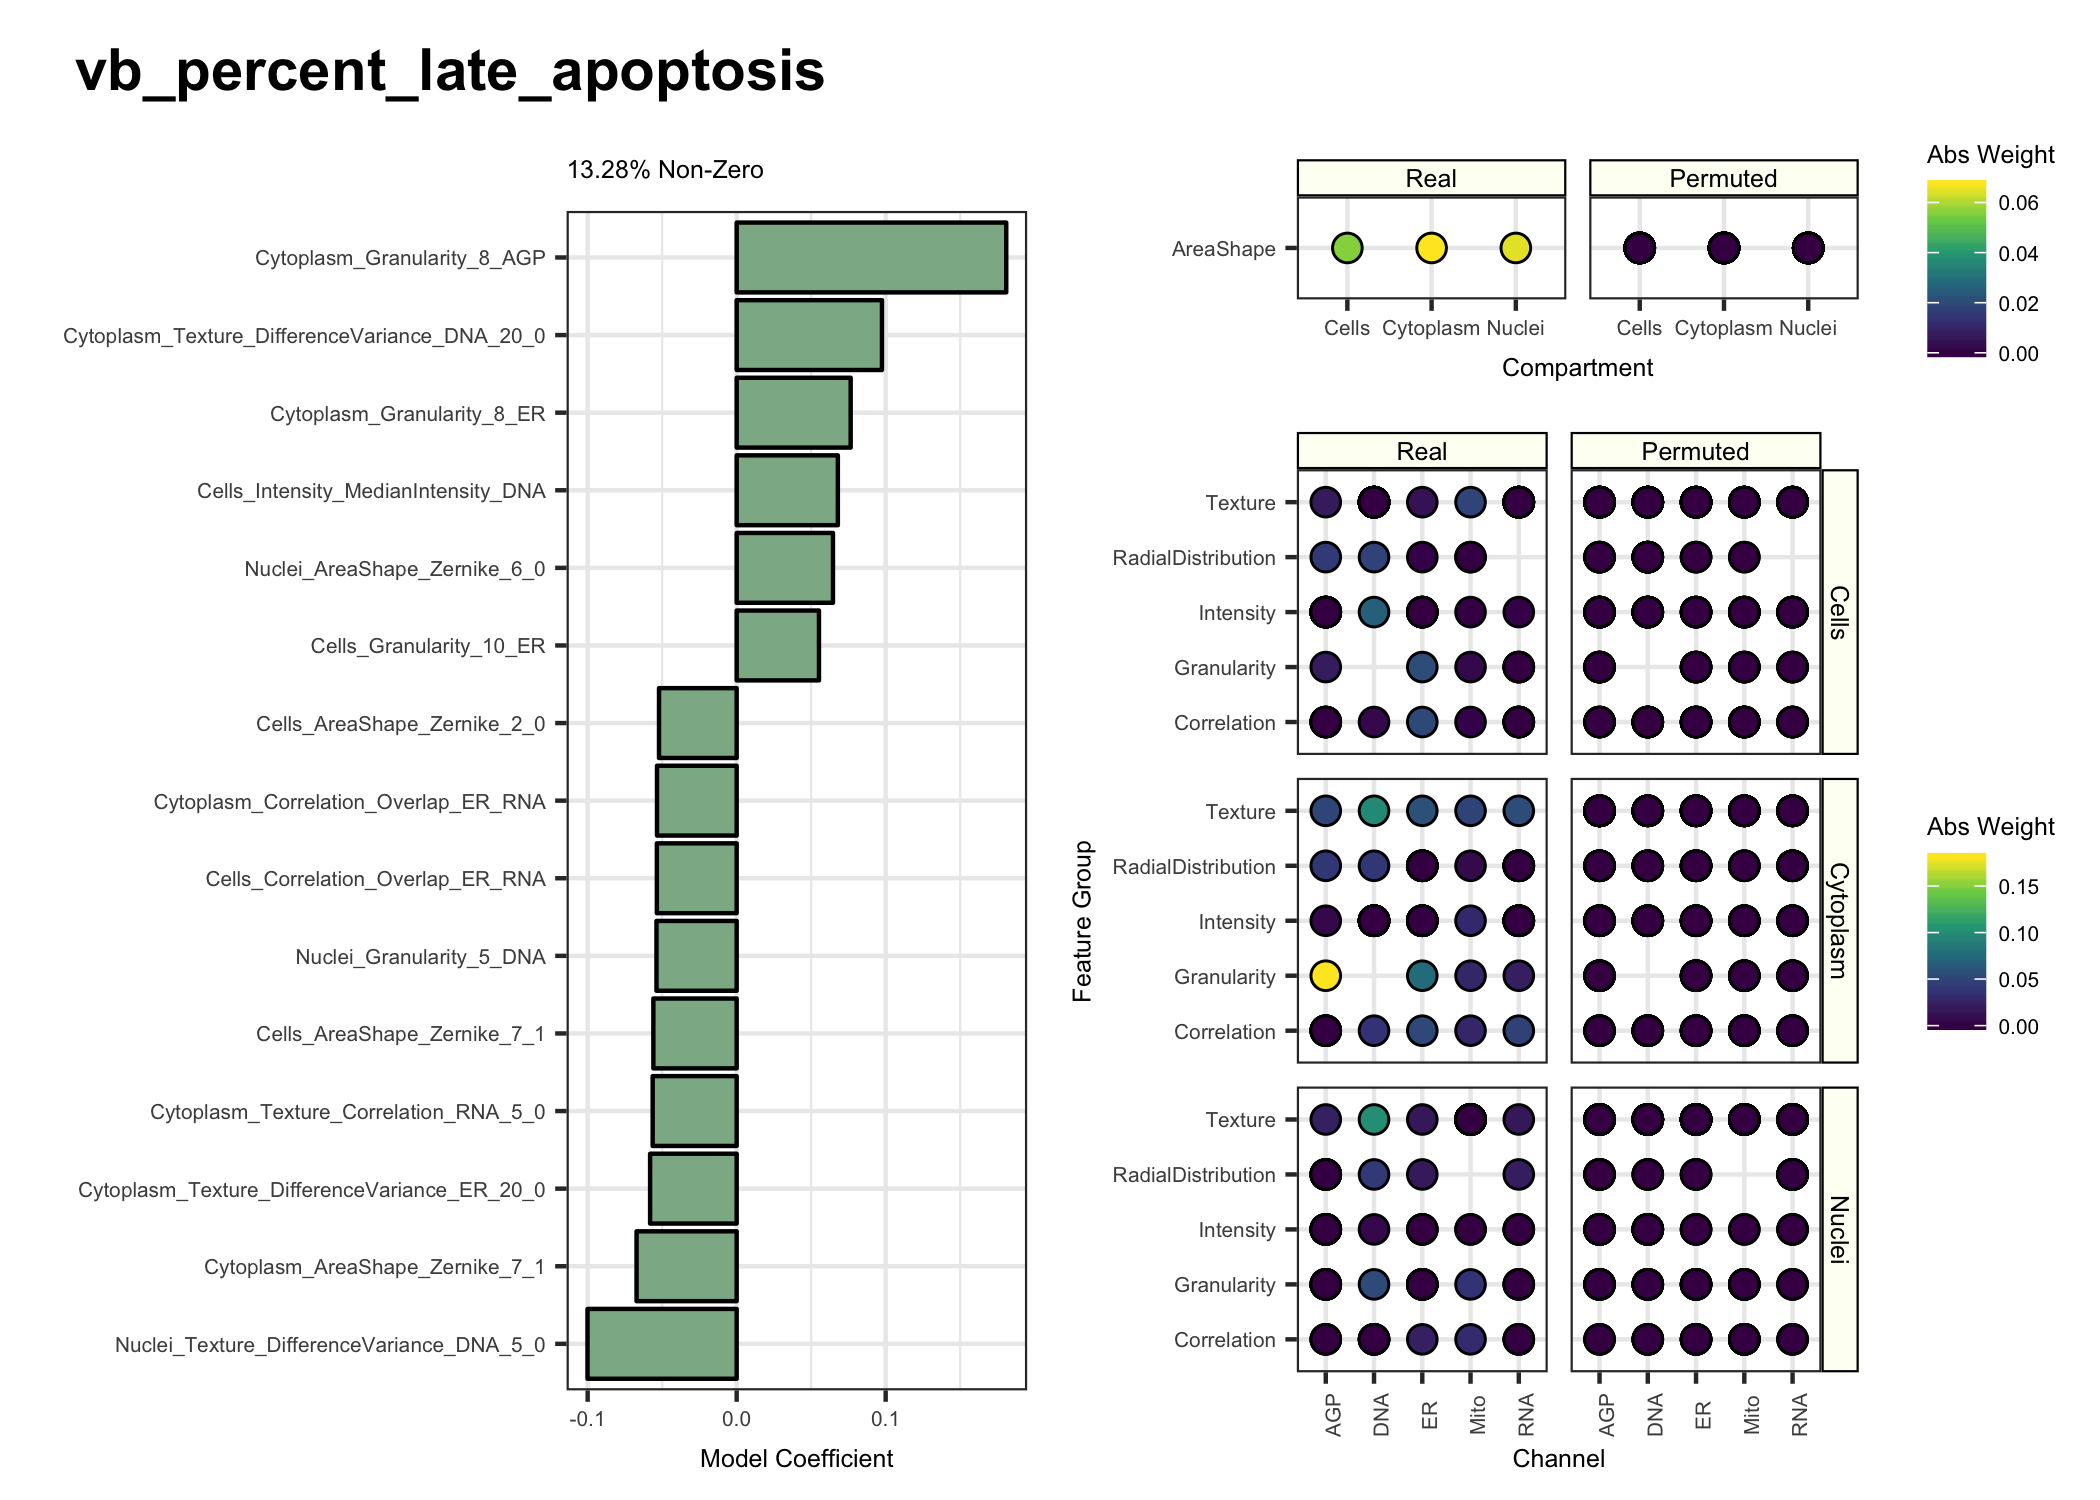 vb_percent_late_apoptosis
13.28% Non-Zero
Cytoplasm_Granularity_8_AGP
Cytoplasm_Texture_DifferenceVariance_DNA_20_0
Cytoplasm_Granularity_8_ER
Cells_Intensity_MedianIntensity_DNA
Nuclei_AreaShape_Zernike_6_0
Cells_Granularity_10_ER
Cells_AreaShape_Zernike_2_0
Cytoplasm_Correlation_Overlap_ER_RNA
Cells_Correlation_Overlap_ER_RNA
Nuclei_Granularity_5_DNA
Cells_AreaShape_Zernike_7_1
Cytoplasm_Texture_Correlation_RNA_5_0
Cytoplasm_Texture_DifferenceVariance_ER_20_0
Cytoplasm_AreaShape_Zernike_7_1
Nuclei_Texture_DifferenceVariance_DNA_5_0
-0.1 0.0 0.1
Model Coefficient
Real Permuted
AreaShape
Cells Cytoplasm Nuclei Cells Cytoplasm Nuclei
Compartment
Abs Weight
0.06
0.04
0.02
0.00
Real Permuted
Feature Group
Texture
RadialDistribution
Intensity
Granularity
Correlation
Cells
Texture
RadialDistribution
Intensity
Granularity
Correlation
Cytoplasm
Texture
RadialDistribution
Intensity
Granularity
Correlation
Nuclei
AGP DNA ER Mito RNA AGP DNA ER Mito RNA
Channel
Abs Weight
0.15
0.10
0.05
0.00